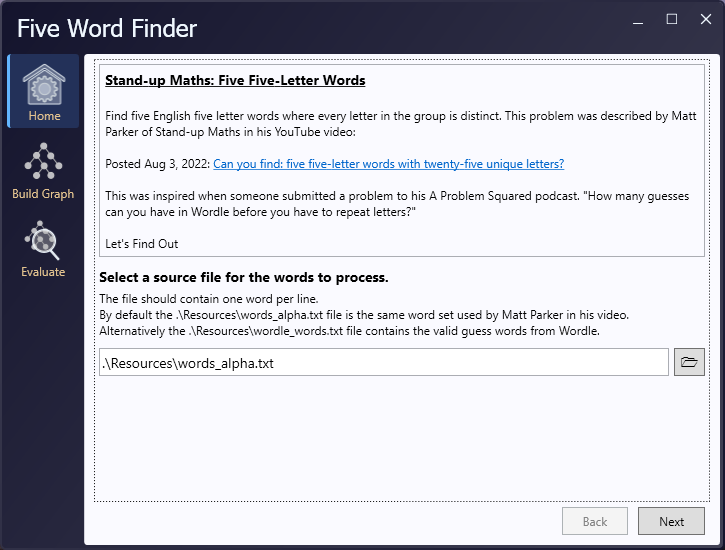 Five Word Finder
Home
Build Graph
Evaluate
Stand-up Maths: Five Five-Letter Words
Find five English five letter words where every letter in the group is distinct. This problem was described by Matt
Parker of Stand-up Maths in his YouTube video:
Posted Aug 3, 2022: Can you find: five five-letter words with twenty-five unique letters?
This was inspired when someone submitted a problem to his A Problem Squared podcast. "How many guesses
can you have in Wordle before you have to repeat letters?"
Let's Find Out
Select a source file for the words to process.
The file should contain one word per line.
By default the .\Resources\words_alpha.txt file is the same word set used by Matt Parker in his video.
Alternatively the .\Resources\wordle_words.txt file contains the valid guess words from Wordle.
.\Resources\words_alpha.txt
Back
Next